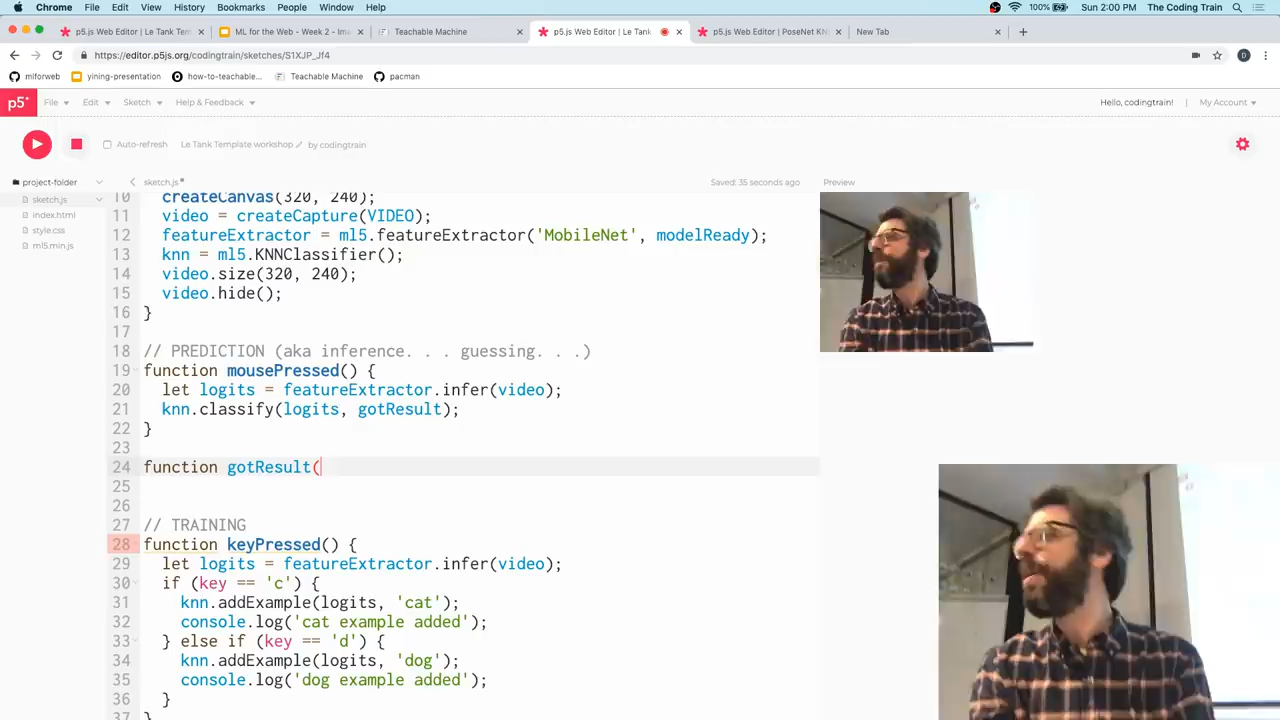 Chrome File Edit View History Bookmarks People Window Help 100% Sun 2:00 PM The Coding Train
p5.js Web Editor | Le Tank Tem ML for the Web - Week 2 - Ima Teachable Machine p5.js Web Editor | Le Tank p5.js Web Editor | PoseNet KN New Tab
https://editor.p5js.org/codingtrain/sketches/S1XJP_Jf4 D
mlforweb yining-presentation how-to-teachable... Teachable Machine pacman
p5* File Edit Sketch Help & Feedback Hello, codingtrain! | My Account
Auto-refresh Le Tank Template workshop by codingtrain
project-folder sketch.js Saved: 35 seconds ago Preview
sketch.js
index.html
style.css
ml5.min.js
10 createCanvas(320, 240);
11 video = createCapture(VIDEO);
12 featureExtractor = ml5.featureExtractor('MobileNet', modelReady);
13 knn = ml5.KNNClassifier();
14 video.size(320, 240);
15 video.hide();
16 }
17
18 // PREDICTION (aka inference. . . guessing. . .)
19 function mousePressed() {
20 let logits = featureExtractor.infer(video);
21 knn.classify(logits, gotResult);
22 }
23
24 function gotResult(
25
26
27 // TRAINING
28 function keyPressed() {
29 let logits = featureExtractor.infer(video);
30 if (key == 'c') {
31 knn.addExample(logits, 'cat');
32 console.log('cat example added');
33 } else if (key == 'd') {
34 knn.addExample(logits, 'dog');
35 console.log('dog example added');
36 }
37 }